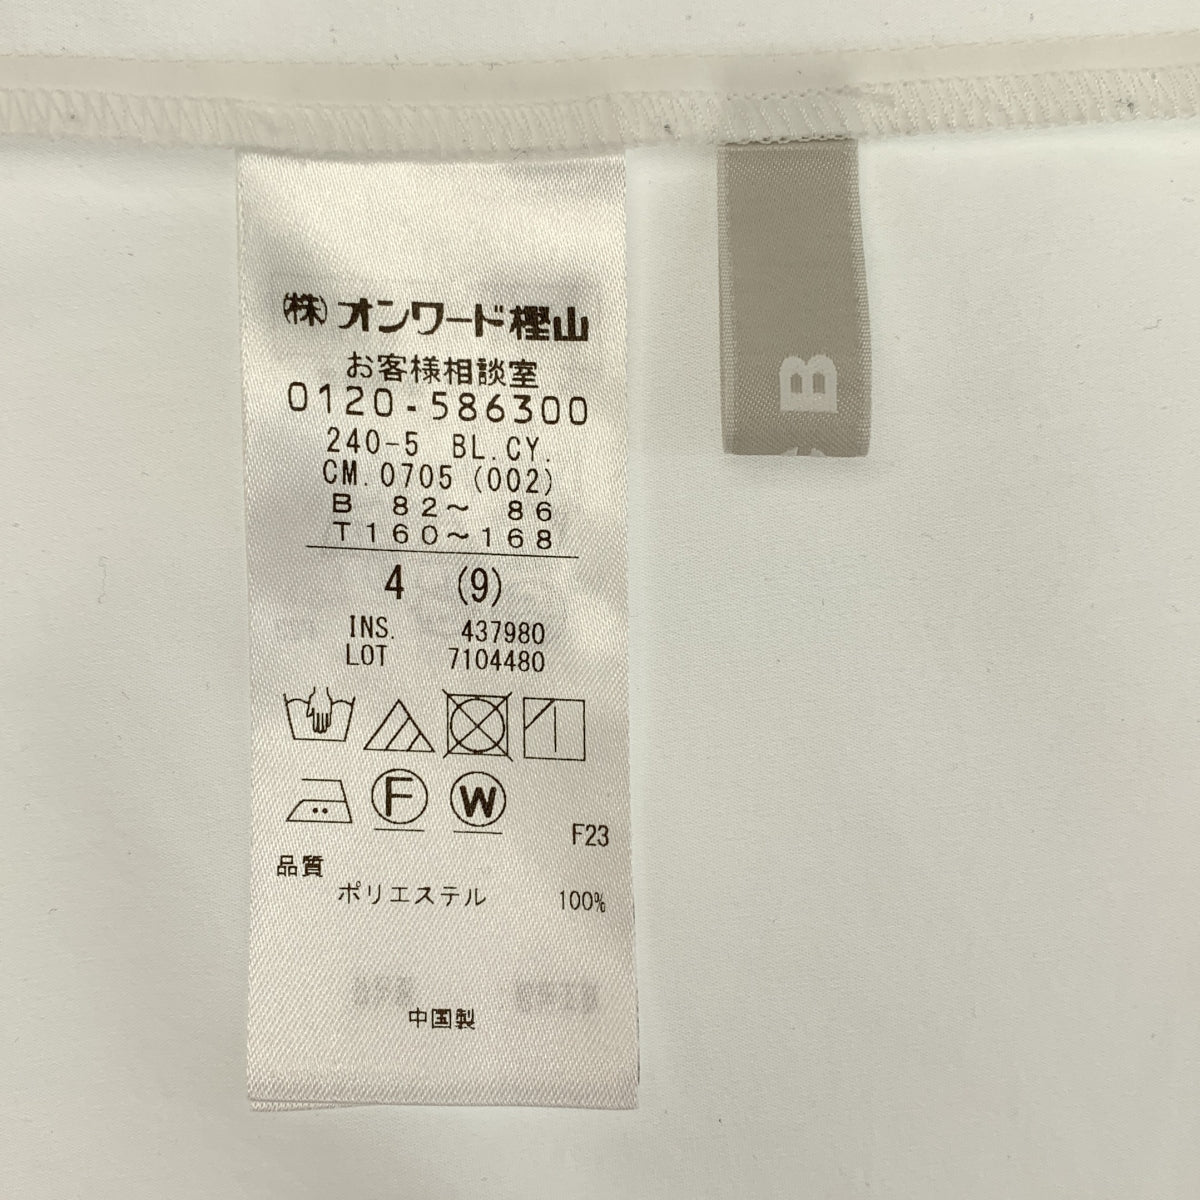 (株)オンワード樫山
お客様相談室
0120-586300
240-5 BL.CY.
CM.0705 (002)
B 82〜 86
T160〜168
4 (9)
INS. 437980
LOT 7104480
F
W
F23
品質
ポリエステル 100%
中国製
B